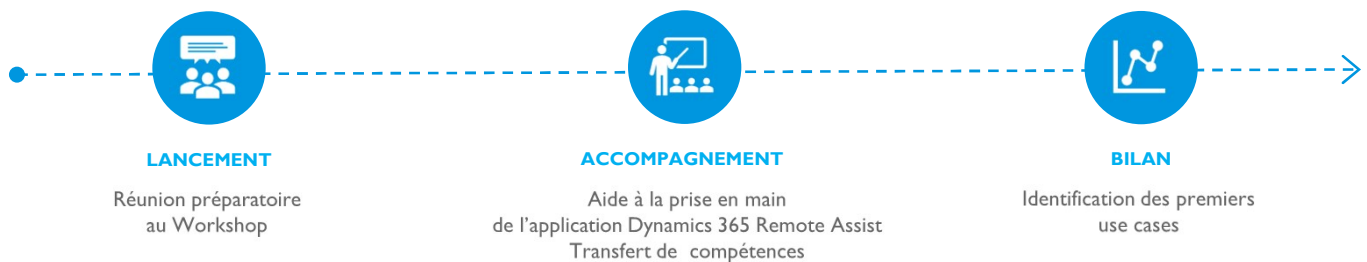 LANCEMENT
Réunion préparatoire
au Workshop
ACCOMPAGNEMENT
Aide à la prise en main
de l'application Dynamics 365 Remote Assist
Transfert de compétences
BILAN
Identification des premiers
use cases